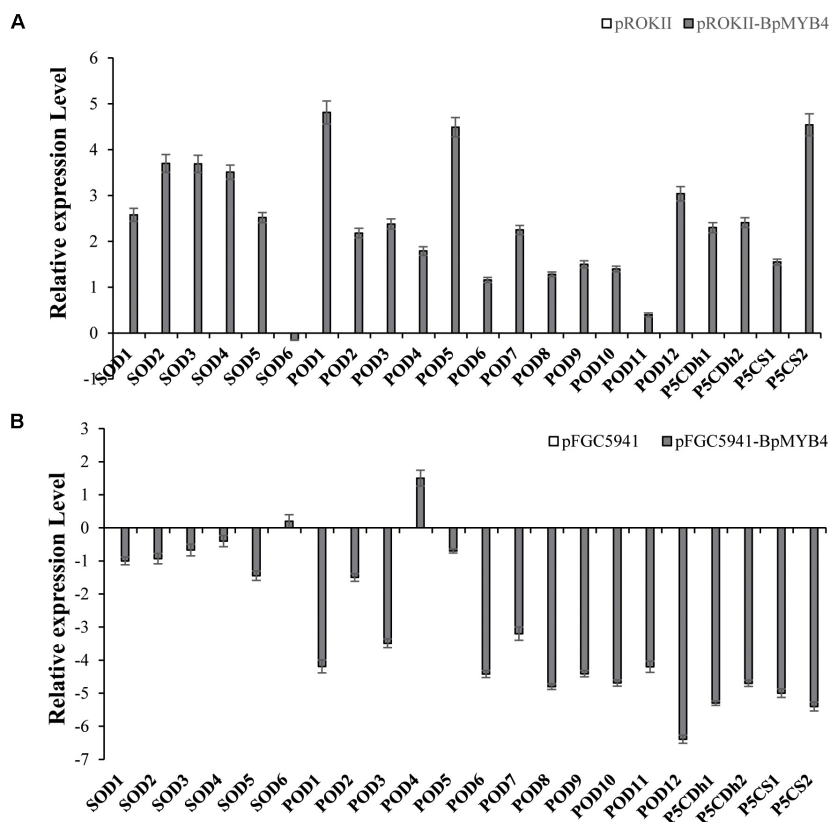 A
pROKII pROKII-BpMYB4
Relative expression Level
6
5
4
3
2
1
0
-1
SOD1 SOD2 SOD3 SOD4 SOD5 SOD6 POD1 POD2 POD3 POD4 POD5 POD6 POD7 POD8 POD9 POD10 POD11 POD12 P5CDh1 P5CDh2 P5CS1 P5CS2
B
pFGC5941 pFGC5941-BpMYB4
Relative expression Level
3
2
1
0
-1
-2
-3
-4
-5
-6
-7
SOD1 SOD2 SOD3 SOD4 SOD5 SOD6 POD1 POD2 POD3 POD4 POD5 POD6 POD7 POD8 POD9 POD10 POD11 POD12 P5CDh1 P5CDh2 P5CS1 P5CS2